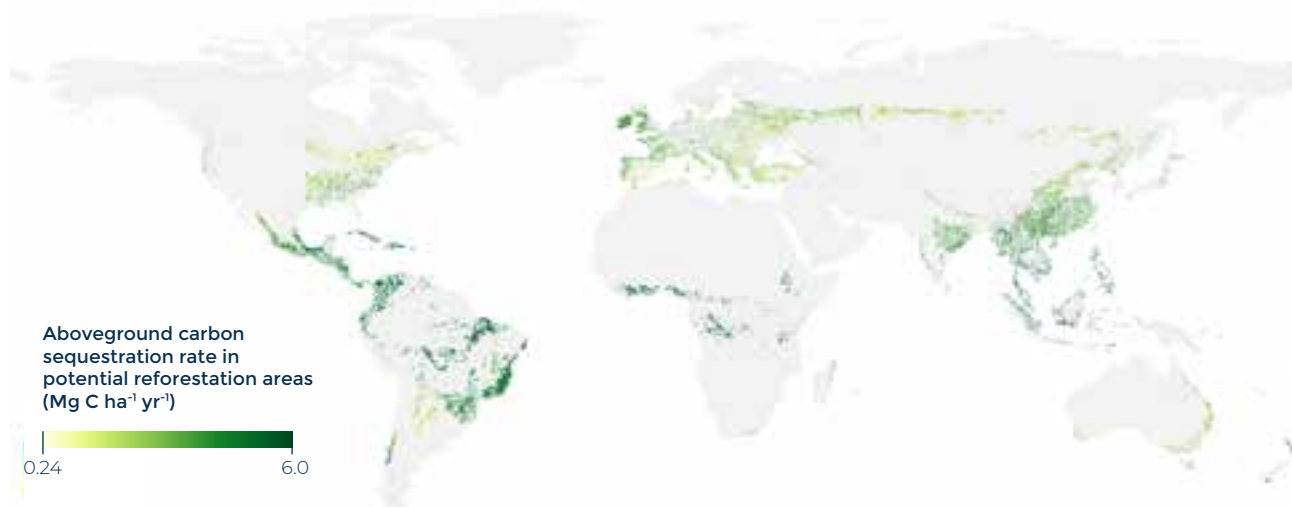 Aboveground carbon
sequestration rate in
potential reforestation areas
(Mg C ha⁻¹ yr⁻¹)
0.24 6.0